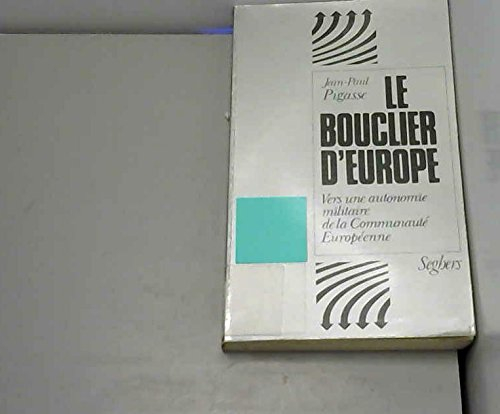 Jean-Paul
Pigasse
LE
BOUCLIER
D'EUROPE
Vers une autonomie
militaire
de la Communauté
Européenne
Seghers